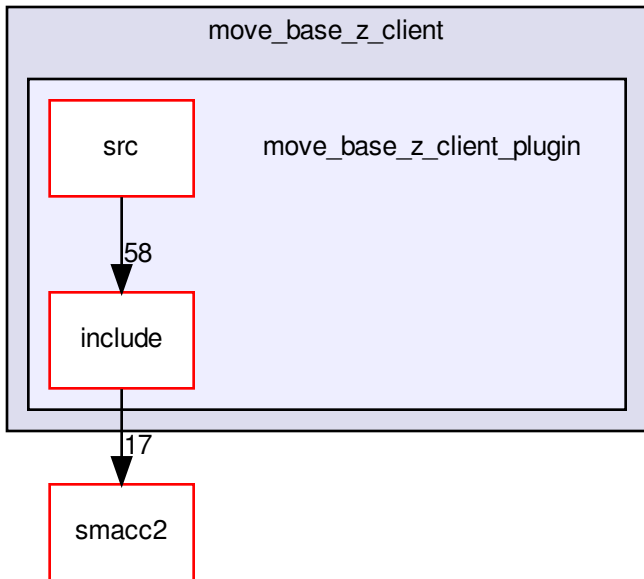 move_base_z_client
src
move_base_z_client_plugin
58
include
17
smacc2